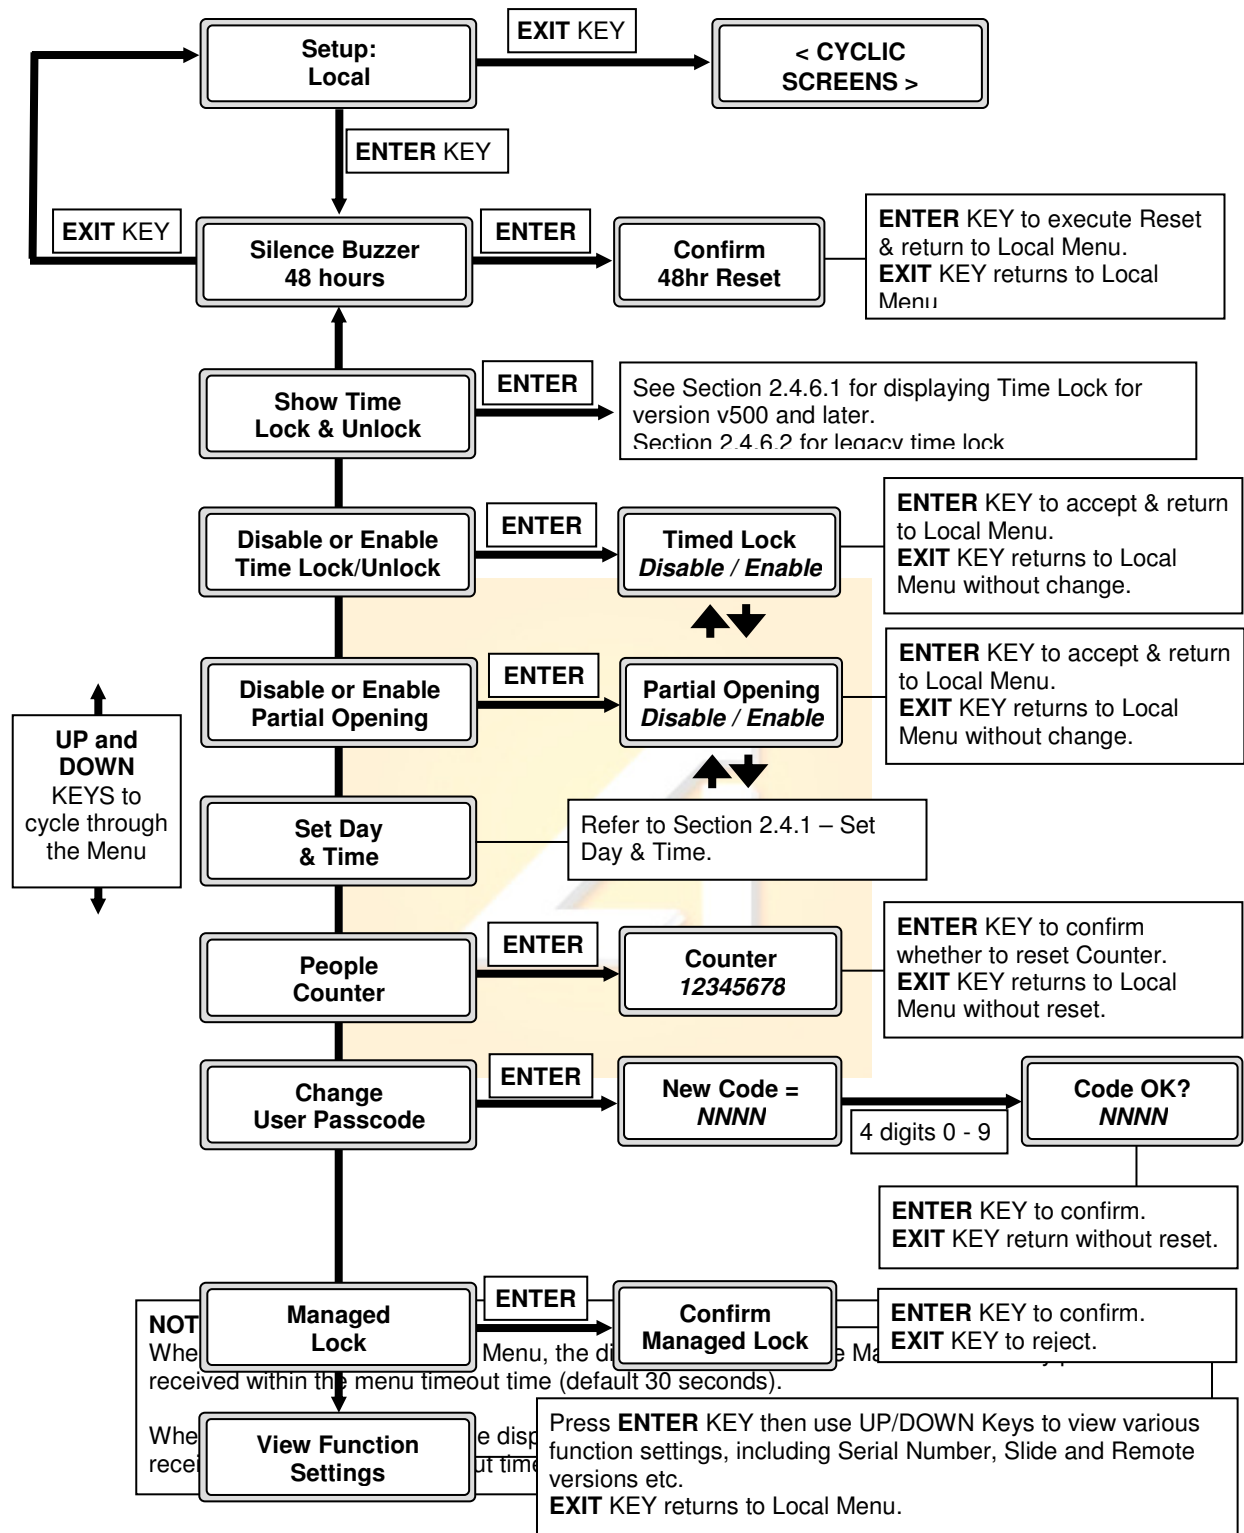 Setup:
Local
EXIT KEY
< CYCLIC
SCREENS >
ENTER KEY
EXIT KEY
Silence Buzzer
48 hours
ENTER
Confirm
48hr Reset
ENTER KEY to execute Reset
& return to Local Menu.
EXIT KEY returns to Local
Menu
Show Time
Lock & Unlock
ENTER
See Section 2.4.6.1 for displaying Time Lock for
version v500 and later.
Section 2.4.6.2 for legacy time lock
Disable or Enable
Time Lock/Unlock
ENTER
Timed Lock
Disable / Enable
ENTER KEY to accept & return
to Local Menu.
EXIT KEY returns to Local
Menu without change.
Disable or Enable
Partial Opening
ENTER
Partial Opening
Disable / Enable
ENTER KEY to accept & return
to Local Menu.
EXIT KEY returns to Local
Menu without change.
UP and
DOWN
KEYS to
cycle through
the Menu
Set Day
& Time
Refer to Section 2.4.1 – Set
Day & Time.
People
Counter
ENTER
Counter
12345678
ENTER KEY to confirm
whether to reset Counter.
EXIT KEY returns to Local
Menu without reset.
Change
User Passcode
ENTER
New Code =
NNNN
4 digits 0 - 9
Code OK?
NNNN
ENTER KEY to confirm.
EXIT KEY return without reset.
Managed
Lock
ENTER
Confirm
Managed Lock
ENTER KEY to confirm.
EXIT KEY to reject.
Menu, the
received within the menu timeout time (default 30 seconds).
View Function
Settings
Press ENTER KEY then use UP/DOWN Keys to view various
function settings, including Serial Number, Slide and Remote
versions etc.
EXIT KEY returns to Local Menu.